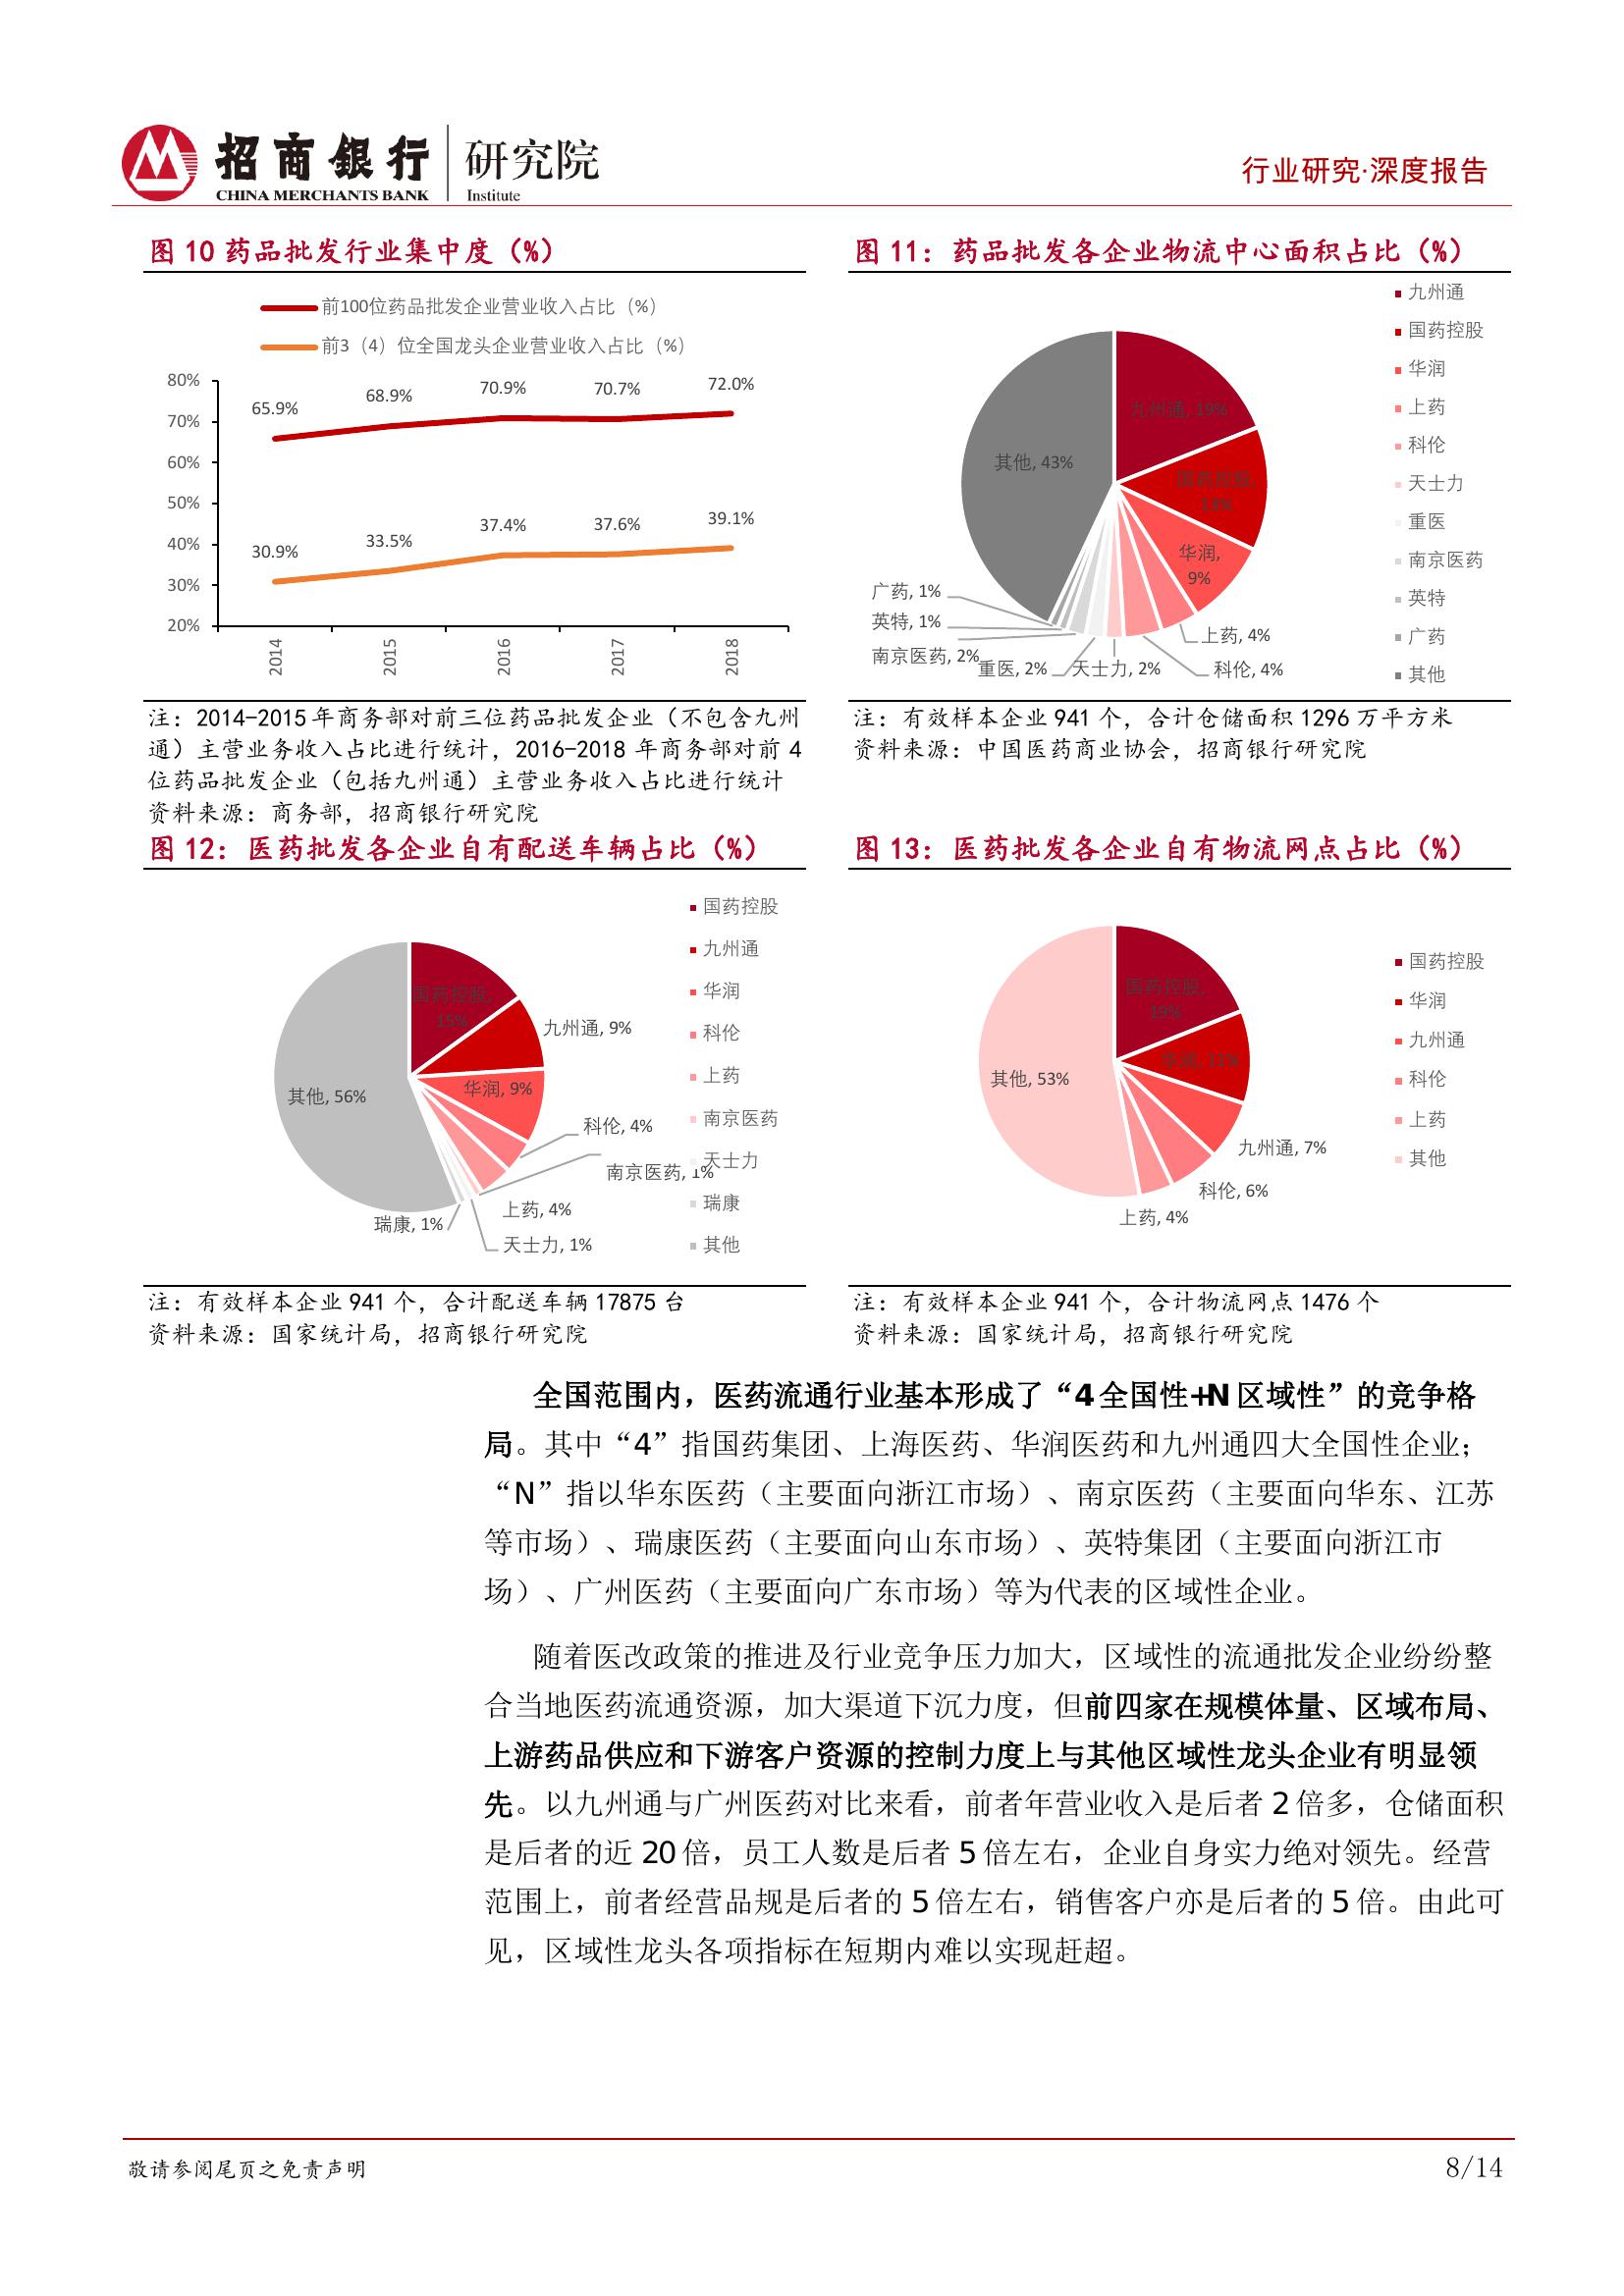 招商银行
CHINA MERCHANTS BANK
研究院
Institute
行业研究·深度报告
图 10 药品批发行业集中度（%）
前100位药品批发企业营业收入占比（%）
前3（4）位全国龙头企业营业收入占比（%）
80%
70%
60%
50%
40%
30%
20%
65.9%
68.9%
70.9%
70.7%
72.0%
30.9%
33.5%
37.4%
37.6%
39.1%
2014
2015
2016
2017
2018
注：2014-2015 年商务部对前三位药品批发企业（不包含九州
通）主营业务收入占比进行统计，2016-2018 年商务部对前 4
位药品批发企业（包括九州通）主营业务收入占比进行统计
资料来源：商务部，招商银行研究院
图 11：药品批发各企业物流中心面积占比（%）
九州通, 19%
国药控股,
13%
华润,
9%
上药, 4%
科伦, 4%
天士力, 2%
重医, 2%
南京医药, 2%
英特, 1%
广药, 1%
其他, 43%
九州通
国药控股
华润
上药
科伦
天士力
重医
南京医药
英特
广药
其他
注：有效样本企业 941 个，合计仓储面积 1296 万平方米
资料来源：中国医药商业协会，招商银行研究院
图 12：医药批发各企业自有配送车辆占比（%）
国药控股,
15%
九州通, 9%
华润, 9%
科伦, 4%
南京医药, 1%
上药, 4%
天士力, 1%
瑞康, 1%
其他, 56%
国药控股
九州通
华润
科伦
上药
南京医药
天士力
瑞康
其他
注：有效样本企业 941 个，合计配送车辆 17875 台
资料来源：国家统计局，招商银行研究院
图 13：医药批发各企业自有物流网点占比（%）
国药控股,
19%
华润, 11%
九州通, 7%
科伦, 6%
上药, 4%
其他, 53%
国药控股
华润
九州通
科伦
上药
其他
注：有效样本企业 941 个，合计物流网点 1476 个
资料来源：国家统计局，招商银行研究院
全国范围内，医药流通行业基本形成了“4 全国性+N 区域性”的竞争格
局。其中“4”指国药集团、上海医药、华润医药和九州通四大全国性企业；
“N”指以华东医药（主要面向浙江市场）、南京医药（主要面向华东、江苏
等市场）、瑞康医药（主要面向山东市场）、英特集团（主要面向浙江市
场）、广州医药（主要面向广东市场）等为代表的区域性企业。
随着医改政策的推进及行业竞争压力加大，区域性的流通批发企业纷纷整
合当地医药流通资源，加大渠道下沉力度，但前四家在规模体量、区域布局、
上游药品供应和下游客户资源的控制力度上与其他区域性龙头企业有明显领
先。以九州通与广州医药对比来看，前者年营业收入是后者 2 倍多，仓储面积
是后者的近 20 倍，员工人数是后者 5 倍左右，企业自身实力绝对领先。经营
范围上，前者经营品规是后者的 5 倍左右，销售客户亦是后者的 5 倍。由此可
见，区域性龙头各项指标在短期内难以实现赶超。
敬请参阅尾页之免责声明
8/14